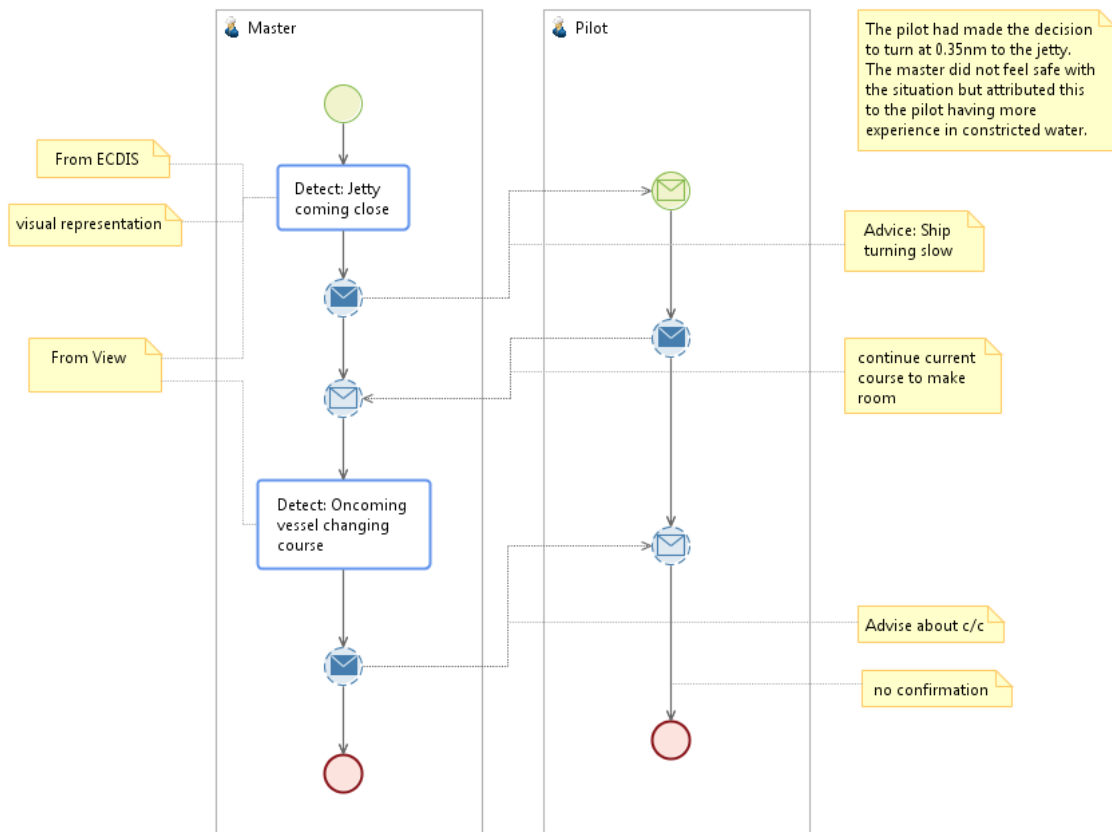 Master
Pilot
The pilot had made the decision
to turn at 0.35nm to the jetty.
The master did not feel safe with
the situation but attributed this
to the pilot having more
experience in constricted water.
From ECDIS
Detect: Jetty
coming close
visual representation
Advice: Ship
turning slow
From View
continue current
course to make
room
Detect: Oncoming
vessel changing
course
Advise about c/c
no confirmation